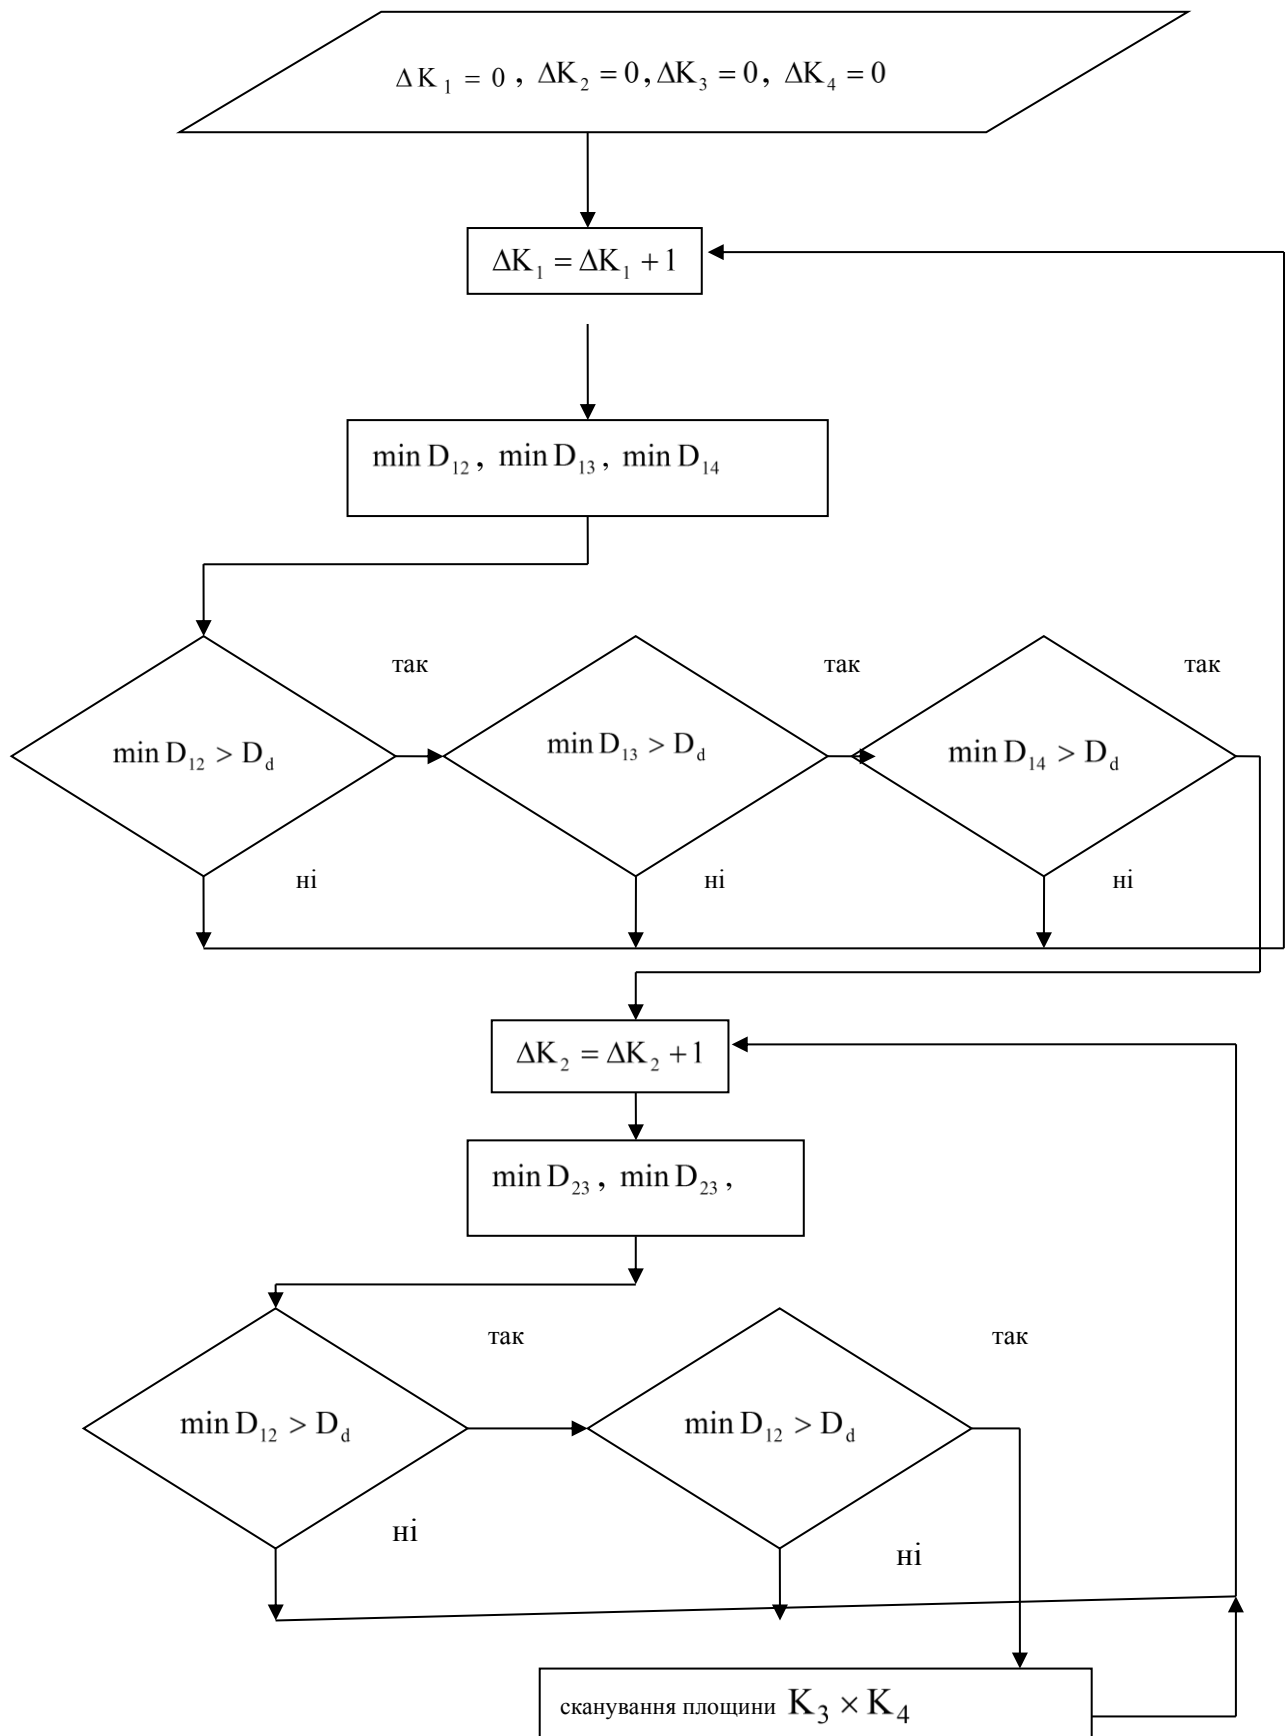 ΔK₁ = 0 , ΔK₂ = 0, ΔK₃ = 0, ΔK₄ = 0
ΔK₁ = ΔK₁ + 1
min D₁₂ , min D₁₃ , min D₁₄
так
так
так
min D₁₂ > D_d
min D₁₃ > D_d
min D₁₄ > D_d
ні
ні
ні
ΔK₂ = ΔK₂ + 1
min D₂₃ , min D₂₃ ,
так
так
min D₁₂ > D_d
min D₁₂ > D_d
ні
ні
сканування площини K₃ × K₄